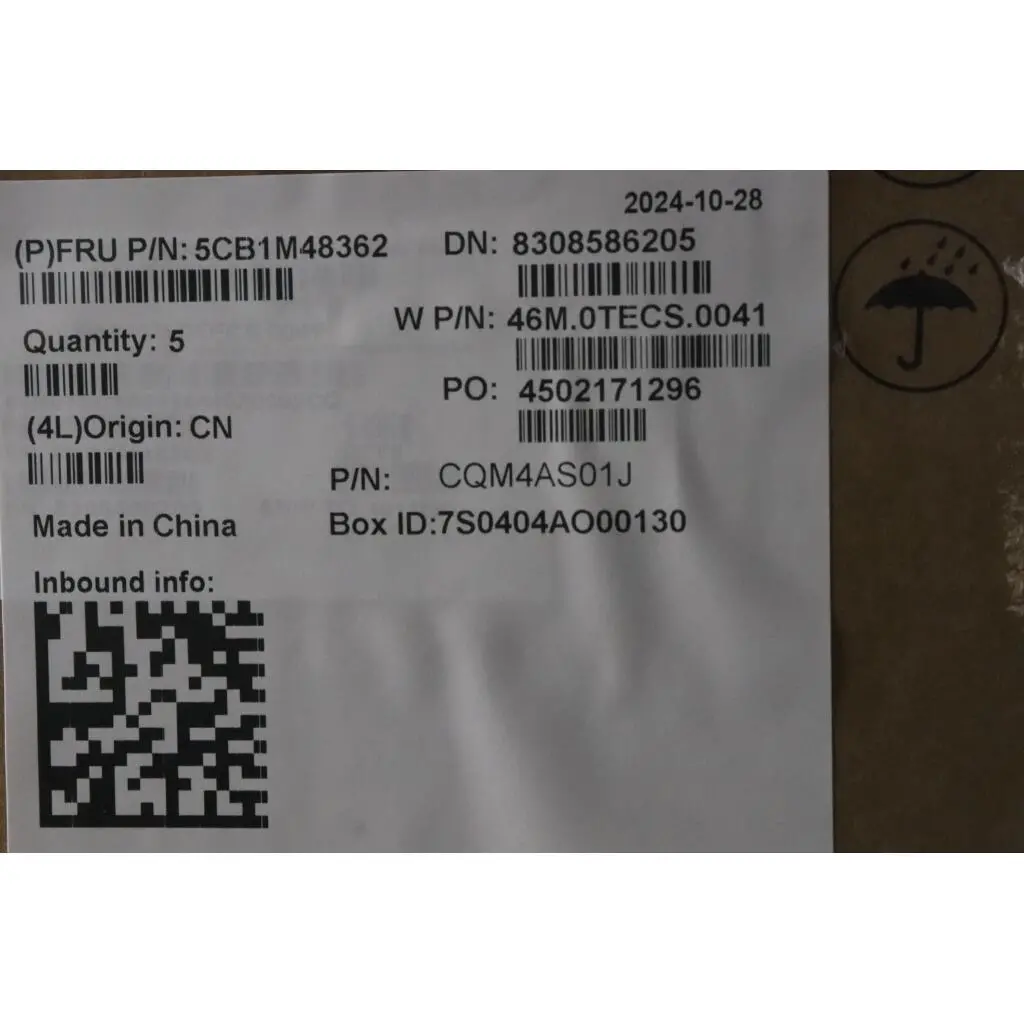 2024-10-28
(P)FRU P/N: 5CB1M48362
DN: 8308586205
W P/N: 46M.0TECS.0041
Quantity: 5
PO: 4502171296
(4L)Origin: CN
P/N: CQM4AS01J
Made in China
Box ID:7S0404AO00130
Inbound info: